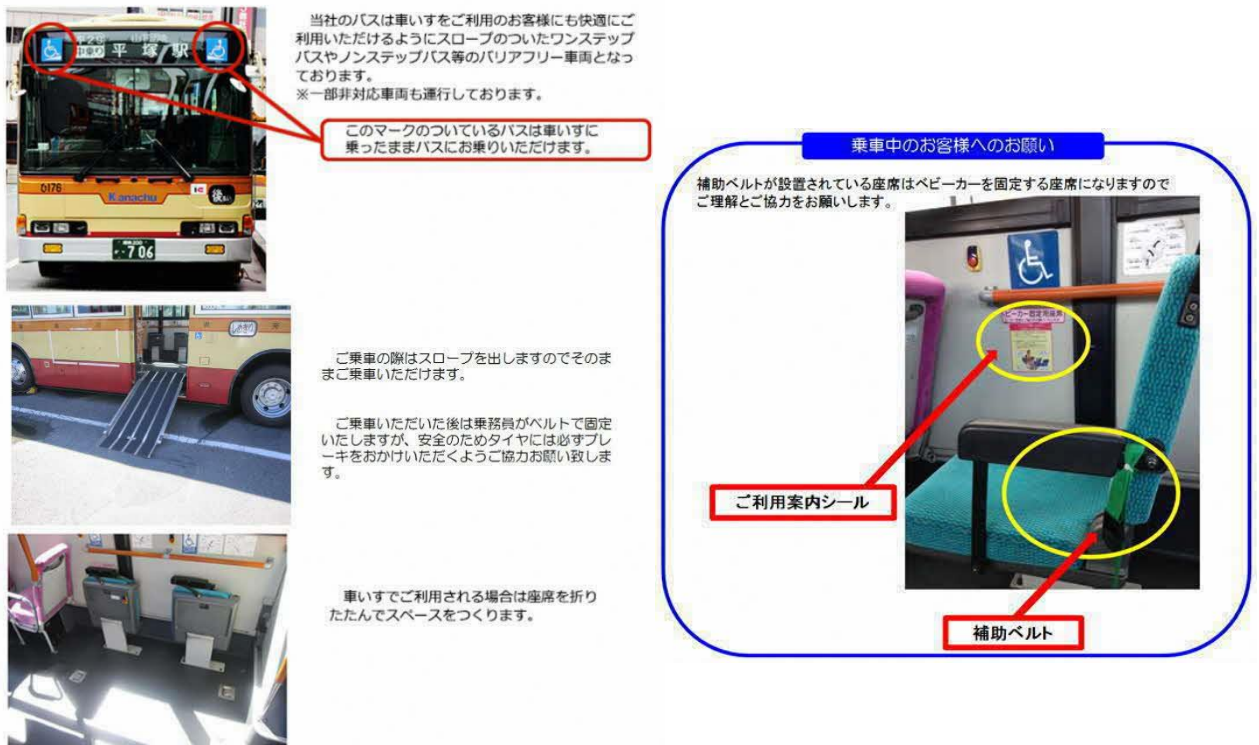 当社のバスは車いすをご利用のお客様にも快適にご
利用いただけるようにスロープのついたワンステップ
バスやノンステップバス等のバリアフリー車両となっ
ております。
※一部非対応車両も運行しております。
このマークのついているバスは車いすに
乗ったままバスにお乗りいただけます。
中乗り 平塚駅
6176
Kanachu
後
・706
ご乗車の際はスロープを出しますのでそのま
まご乗車いただけます。
ご乗車いただいた後は乗務員がベルトで固定
いたしますが、安全のためタイヤには必ずブレ
ーキをおかけいただくようご協力お願い致しま
す。
車いすでご利用される場合は座席を折り
たたんでスペースをつくります。
乗車中のお客様へのお願い
補助ベルトが設置されている座席はベビーカーを固定する座席になりますので
ご理解とご協力をお願いします。
ベビーカー固定用座席
ご利用案内シール
補助ベルト